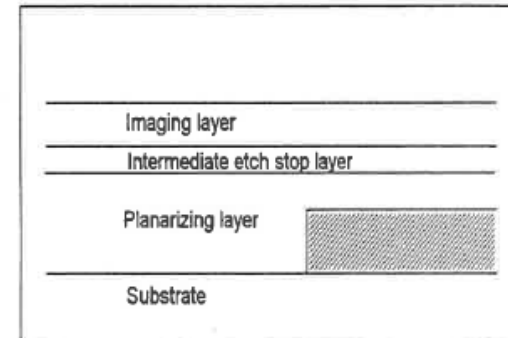 Imaging layer
Intermediate etch stop layer
Planarizing layer
Substrate